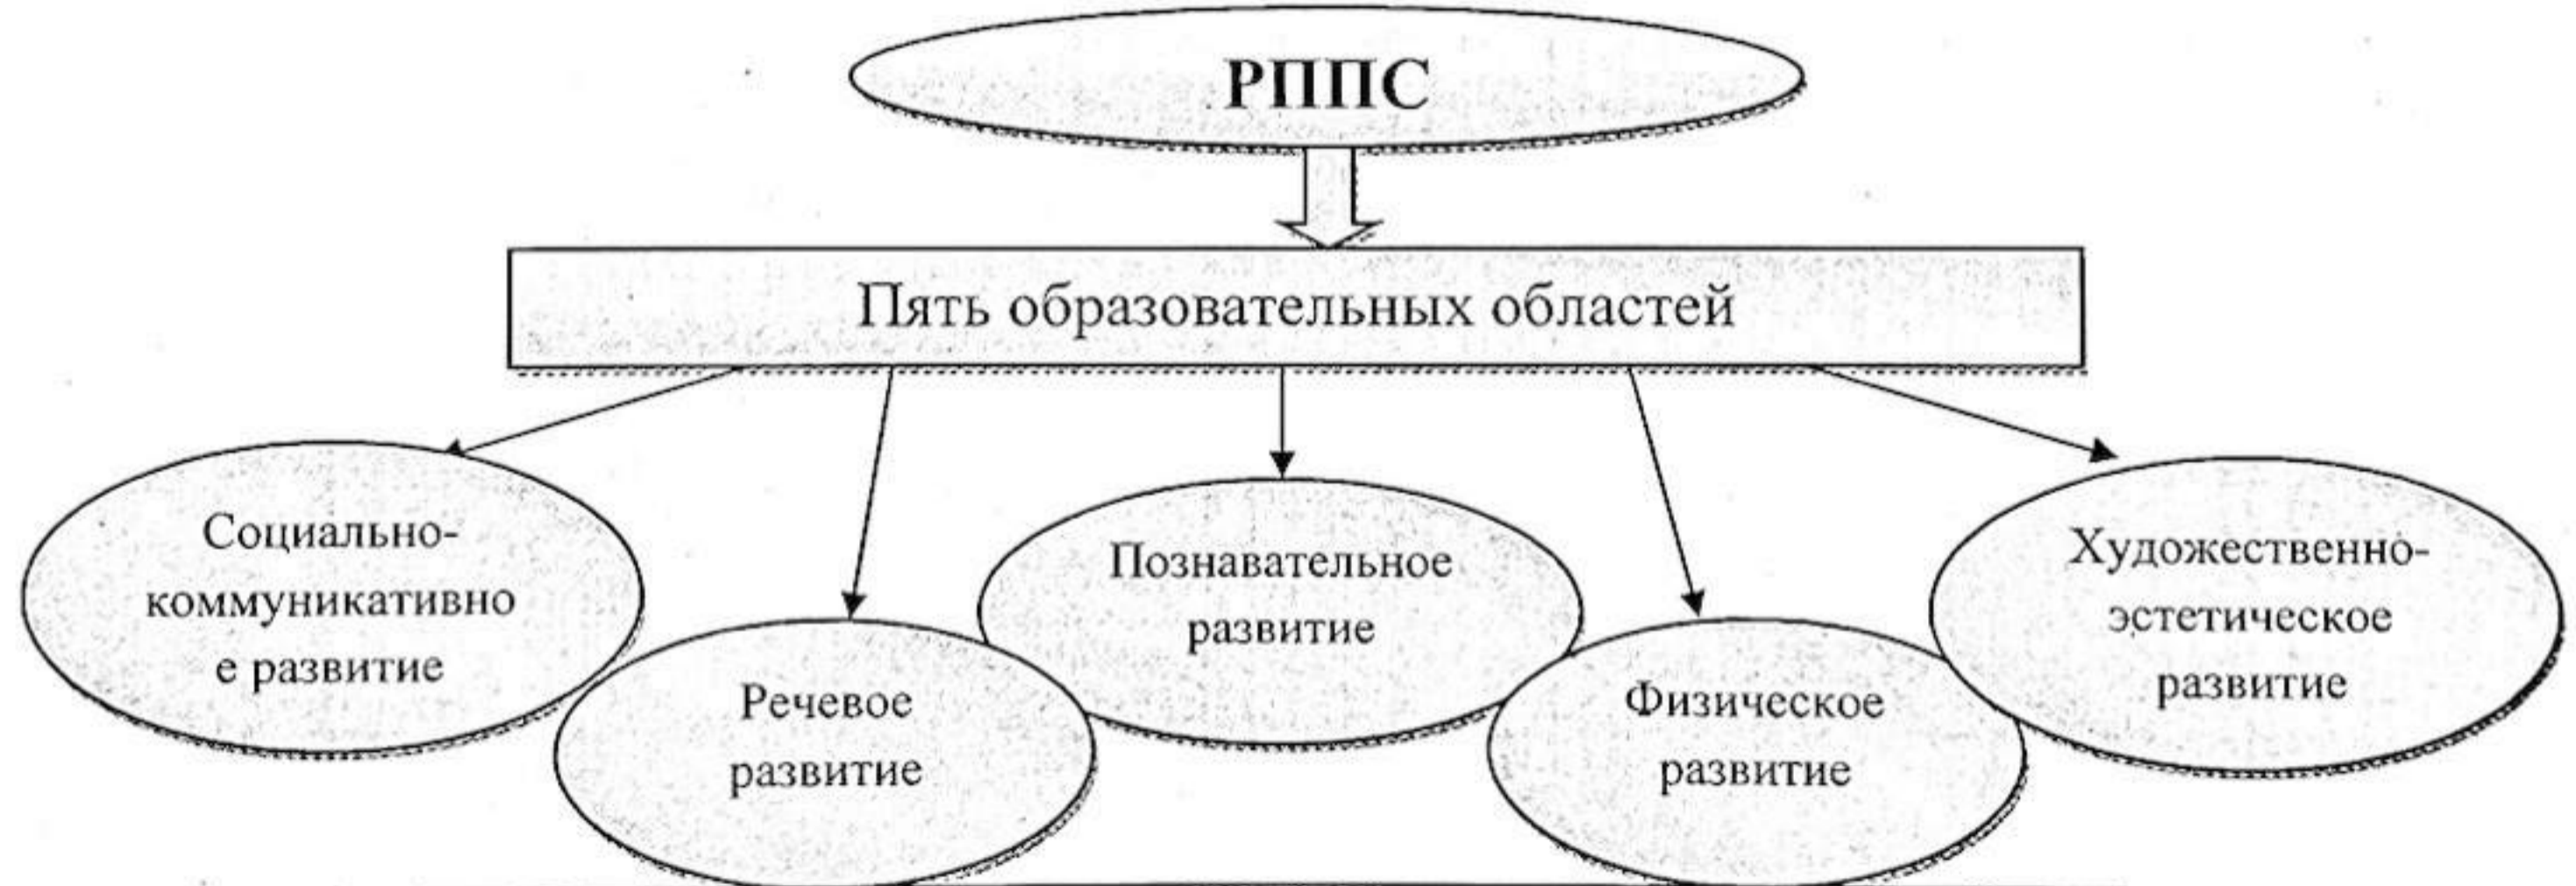 РППС
Пять образовательных областей
Социально-
коммуникативно
е развитие
Речевое
развитие
Познавательное
развитие
Физическое
развитие
Художественно-
эстетическое
развитие